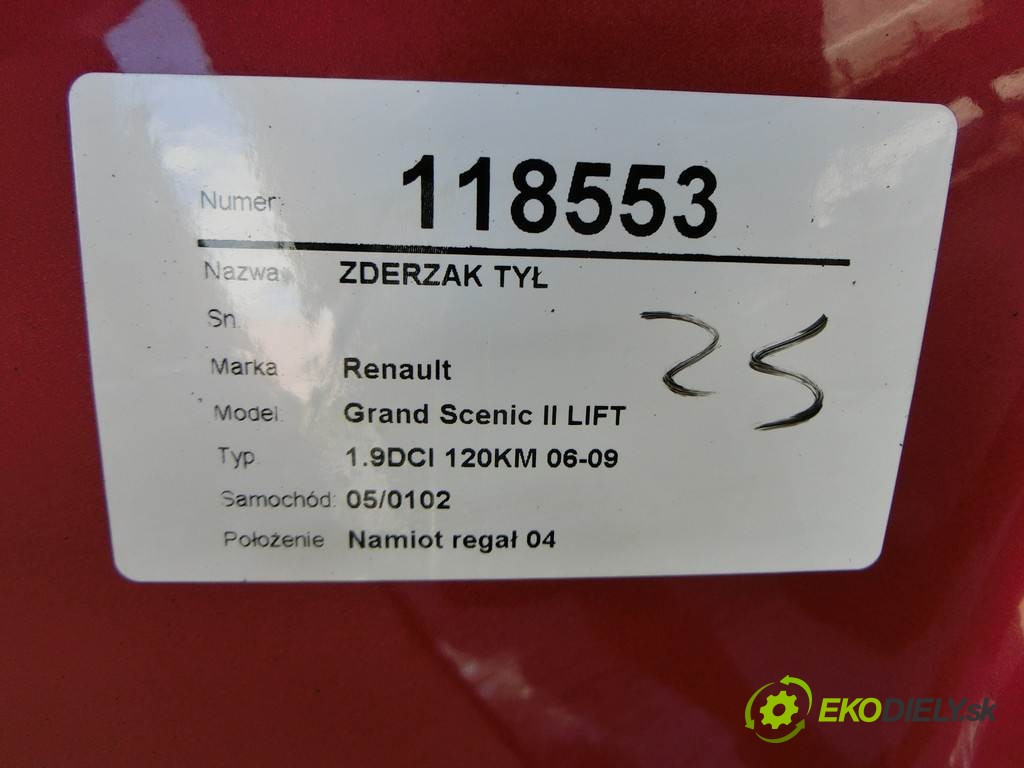 Numer: 118553
Nazwa: ZDERZAK TYŁ
Sn.
Marka: Renault
Model: Grand Scenic II LIFT
Typ: 1.9DCI 120KM 06-09
Samochód: 05/0102
Położenie Namiot regał 04
25
EKODIELY.sk